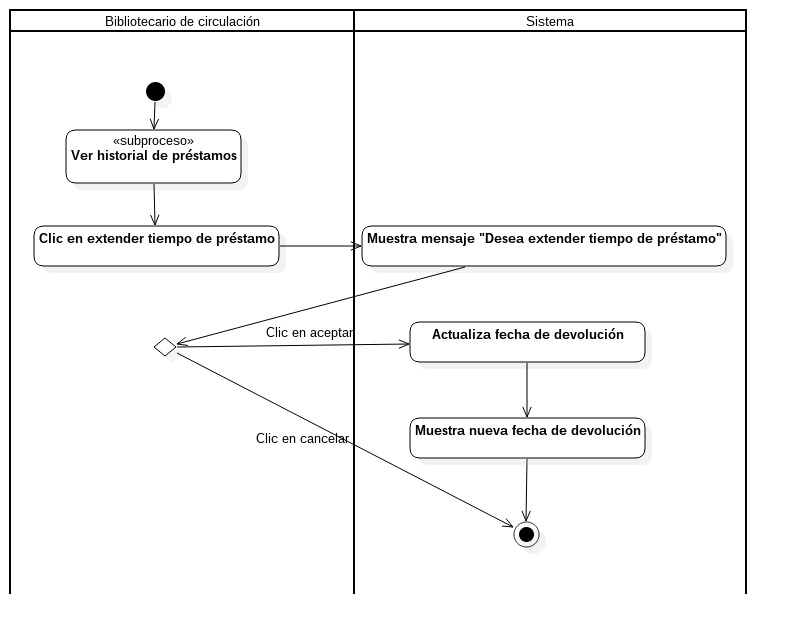 Bibliotecario de circulación
Sistema
«subproceso»
Ver historial de préstamos
Clic en extender tiempo de préstamo
Muestra mensaje "Desea extender tiempo de préstamo"
Clic en aceptar
Actualiza fecha de devolución
Clic en cancelar
Muestra nueva fecha de devolución